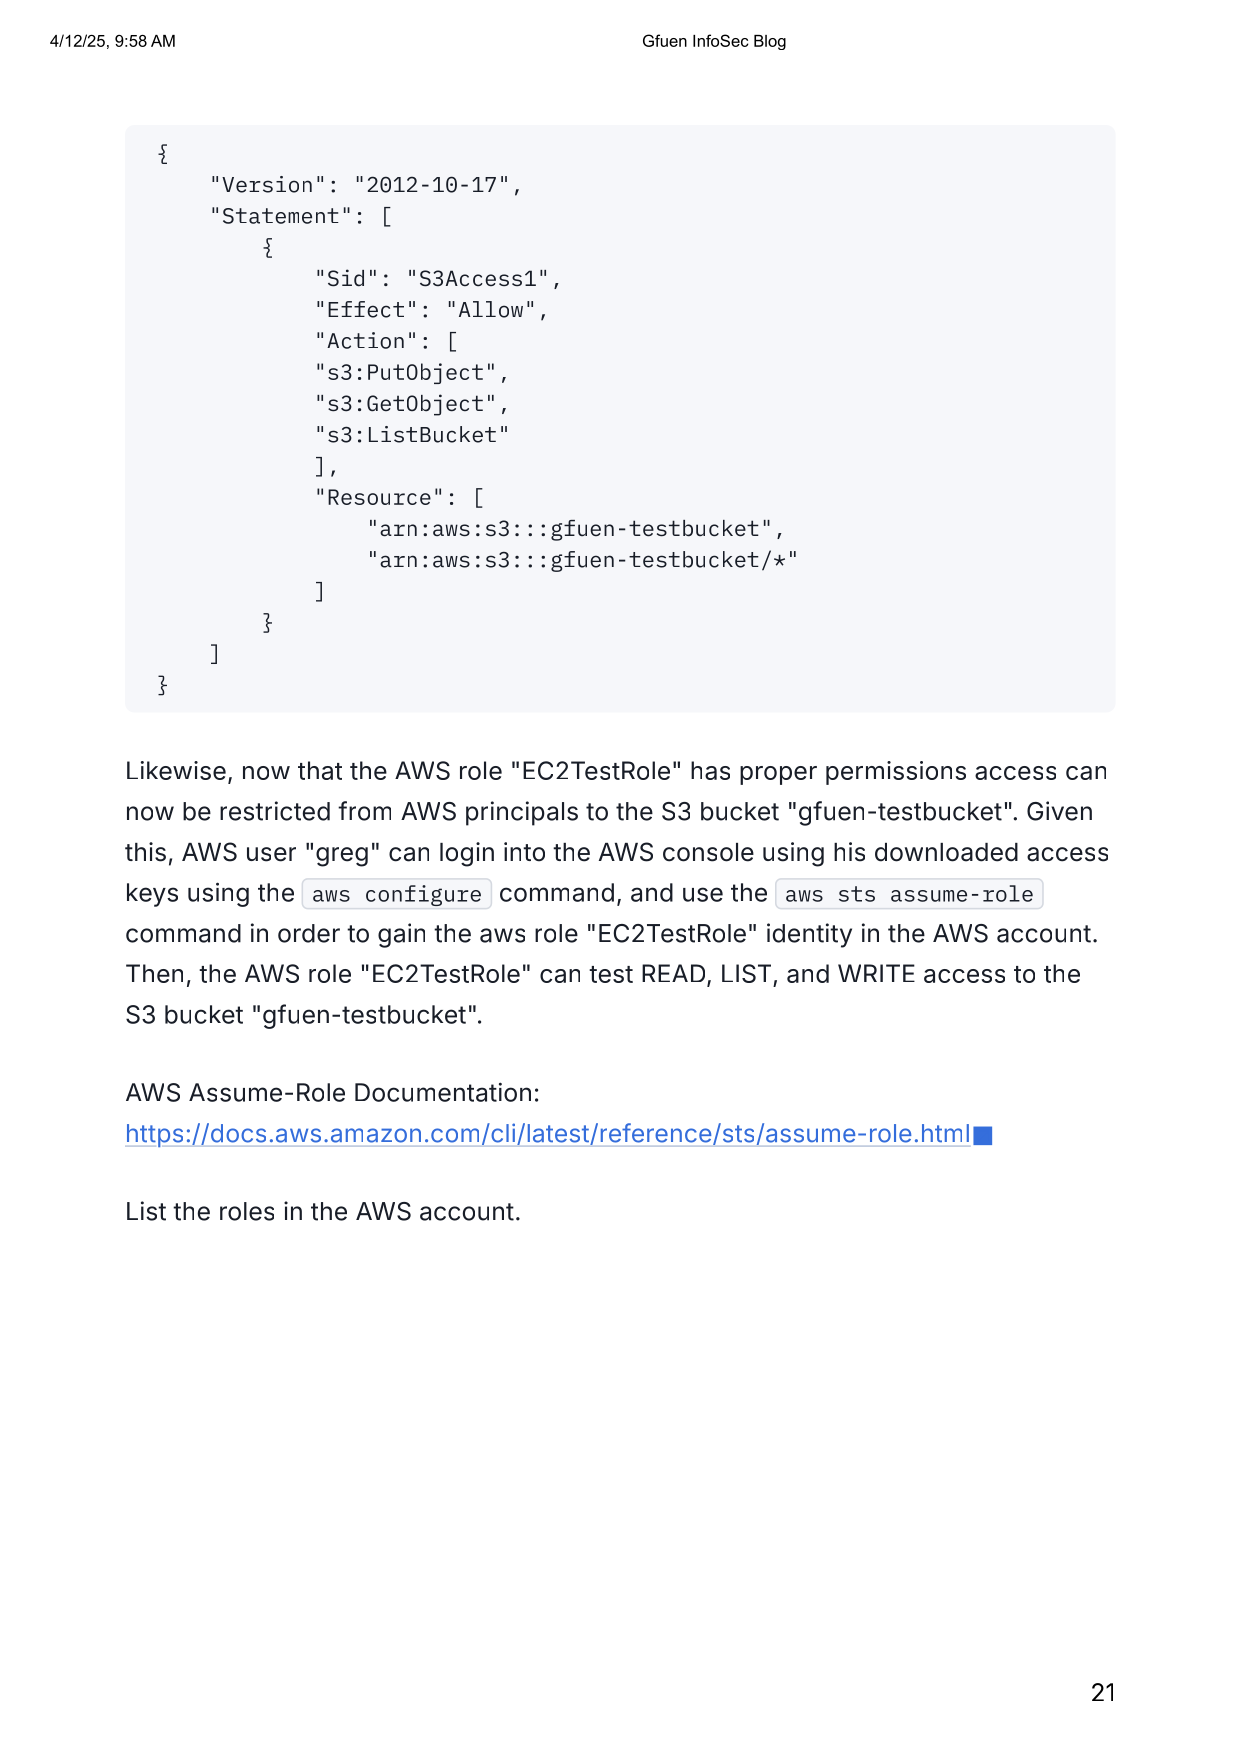 4/12/25, 9:58 AM
Gfuen InfoSec Blog
{
    "Version": "2012-10-17",
    "Statement": [
        {
            "Sid": "S3Access1",
            "Effect": "Allow",
            "Action": [
            "s3:PutObject",
            "s3:GetObject",
            "s3:ListBucket"
            ],
            "Resource": [
                "arn:aws:s3:::gfuen-testbucket",
                "arn:aws:s3:::gfuen-testbucket/*"
            ]
        }
    ]
}
Likewise, now that the AWS role "EC2TestRole" has proper permissions access can
now be restricted from AWS principals to the S3 bucket "gfuen-testbucket". Given
this, AWS user "greg" can login into the AWS console using his downloaded access
keys using the aws configure command, and use the aws sts assume-role
command in order to gain the aws role "EC2TestRole" identity in the AWS account.
Then, the AWS role "EC2TestRole" can test READ, LIST, and WRITE access to the
S3 bucket "gfuen-testbucket".
AWS Assume-Role Documentation:
https://docs.aws.amazon.com/cli/latest/reference/sts/assume-role.html■
List the roles in the AWS account.
21